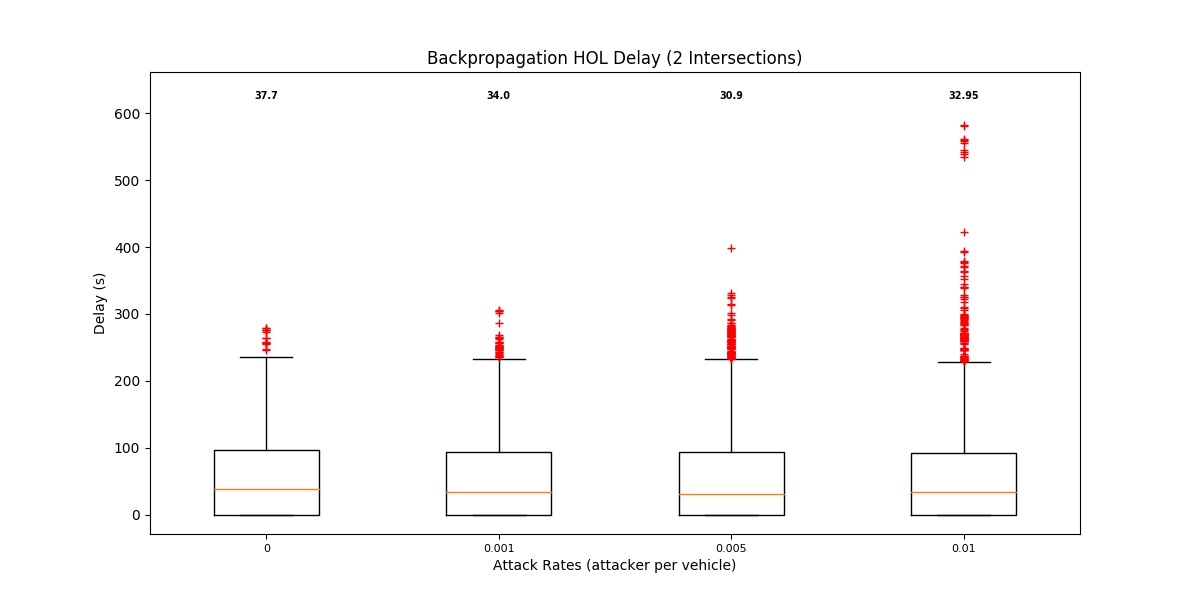 Backpropagation HOL Delay (2 Intersections)
37.7 34.0 30.9 32.95
600
500
400
300
200
100
0
Delay (s)
0 0.001 0.005 0.01
Attack Rates (attacker per vehicle)